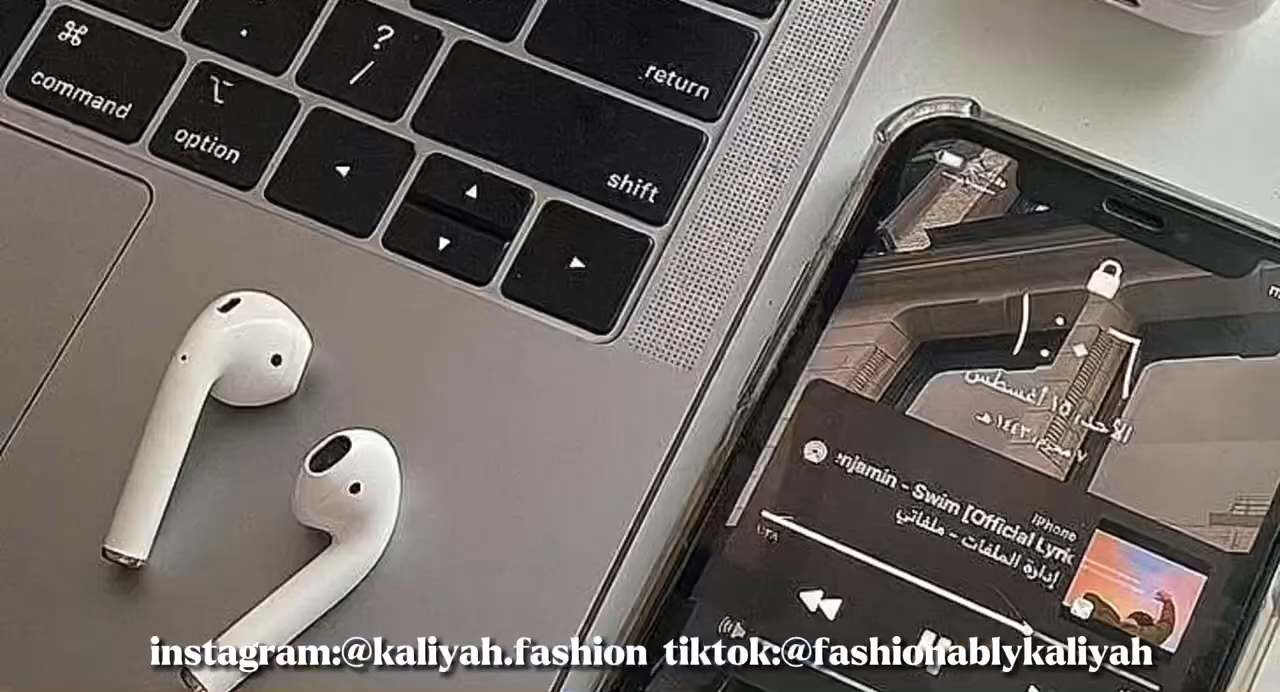 command
option
?
/
return
shift
الأحد، ١٥ أغسطس
iPhone
njamin - Swim [Official Lyric
إدارة الملفات - ملفاتي
instagram:@kaliyah.fashion tiktok:@fashionablykaliyah